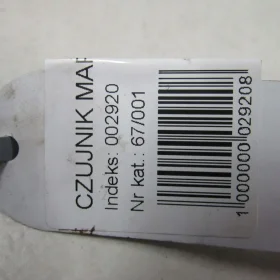 CZUJNIK MAP
Indeks: 002920
Nr kat.: 67/001
1000000029208